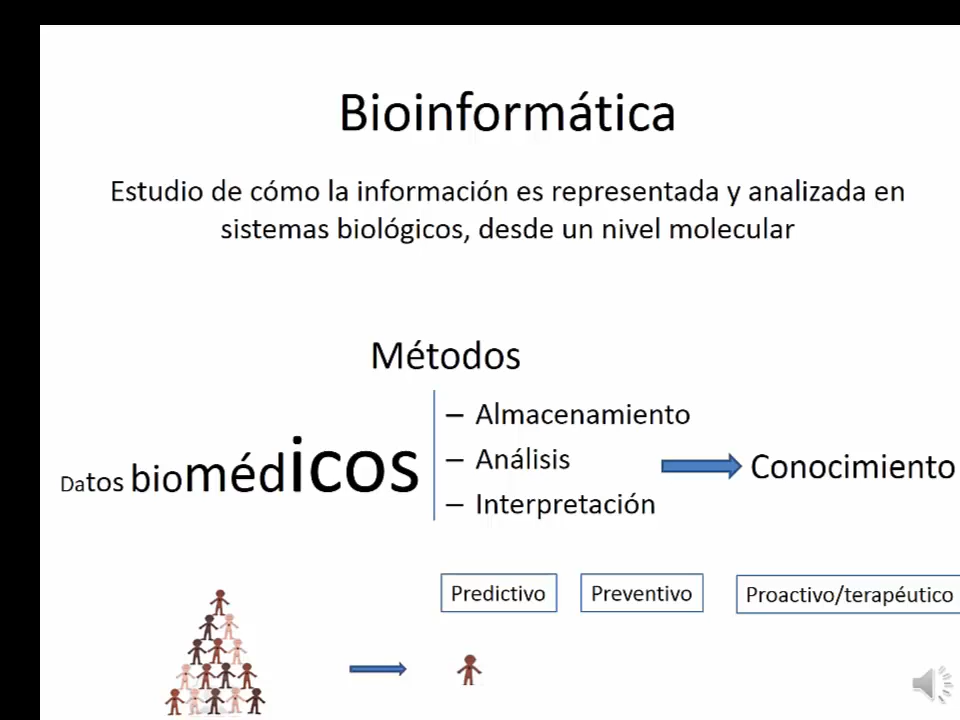 Bioinformática
Estudio de cómo la información es representada y analizada en
sistemas biológicos, desde un nivel molecular
Métodos
Datos biomédicos
– Almacenamiento
– Análisis
– Interpretación
Conocimiento
Predictivo
Preventivo
Proactivo/terapéutico